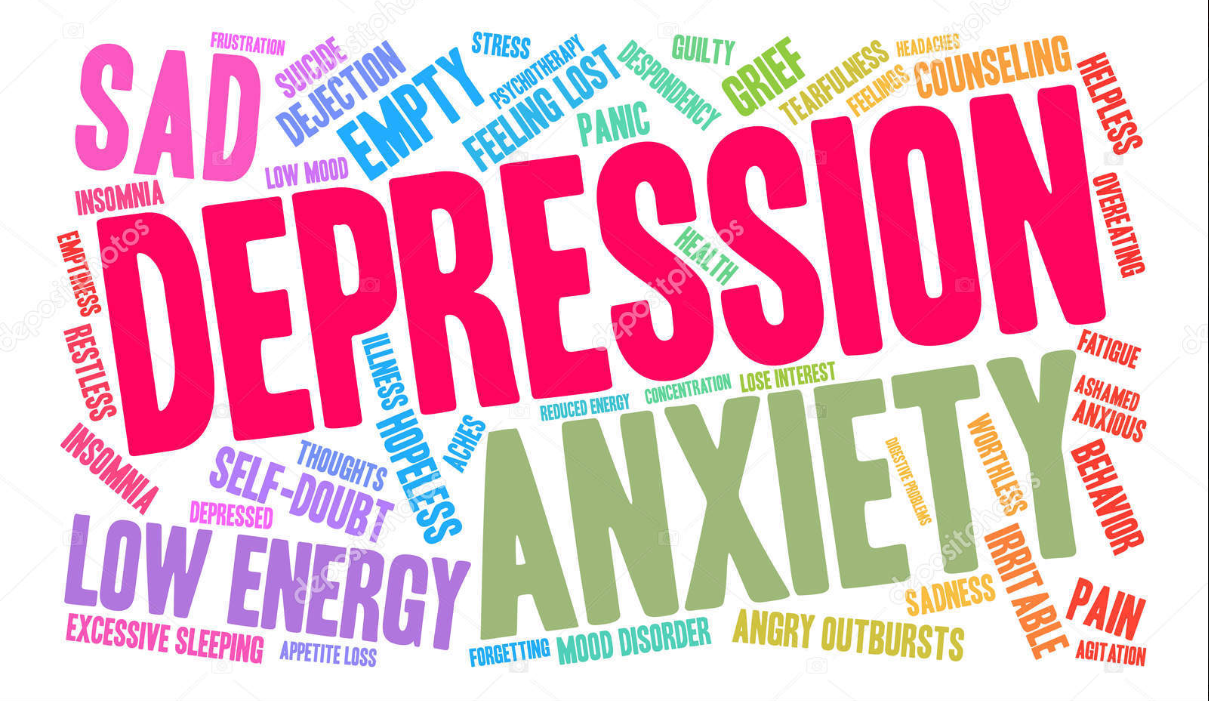 FRUSTRATION
SAD
SUICIDE
DEJECTION
EMPTY
STRESS
PSYCHOTHERAPY
FEELING LOST
DESPONDENCY
GUILTY
PANIC
GRIEF
TEARFULNESS
HEADACHES
FEELINGS
COUNSELING
HELPLESS
LOW MOOD
INSOMNIA
DEPRESSION
HEALTH
OVEREATING
EMPTINESS
RESTLESS
ILLNESS
HOPELESS
ACHES
REDUCED ENERGY
CONCENTRATION
LOSE INTEREST
FATIGUE
ASHAMED
ANXIOUS
ANXIETY
DIGESTIVE PROBLEMS
WORTHLESS
BEHAVIOR
INSOMNIA
THOUGHTS
SELF-DOUBT
DEPRESSED
LOW ENERGY
EXCESSIVE SLEEPING
APPETITE LOSS
FORGETTING
MOOD DISORDER
ANGRY OUTBURSTS
SADNESS
IRRITABLE
PAIN
AGITATION
depositphotos